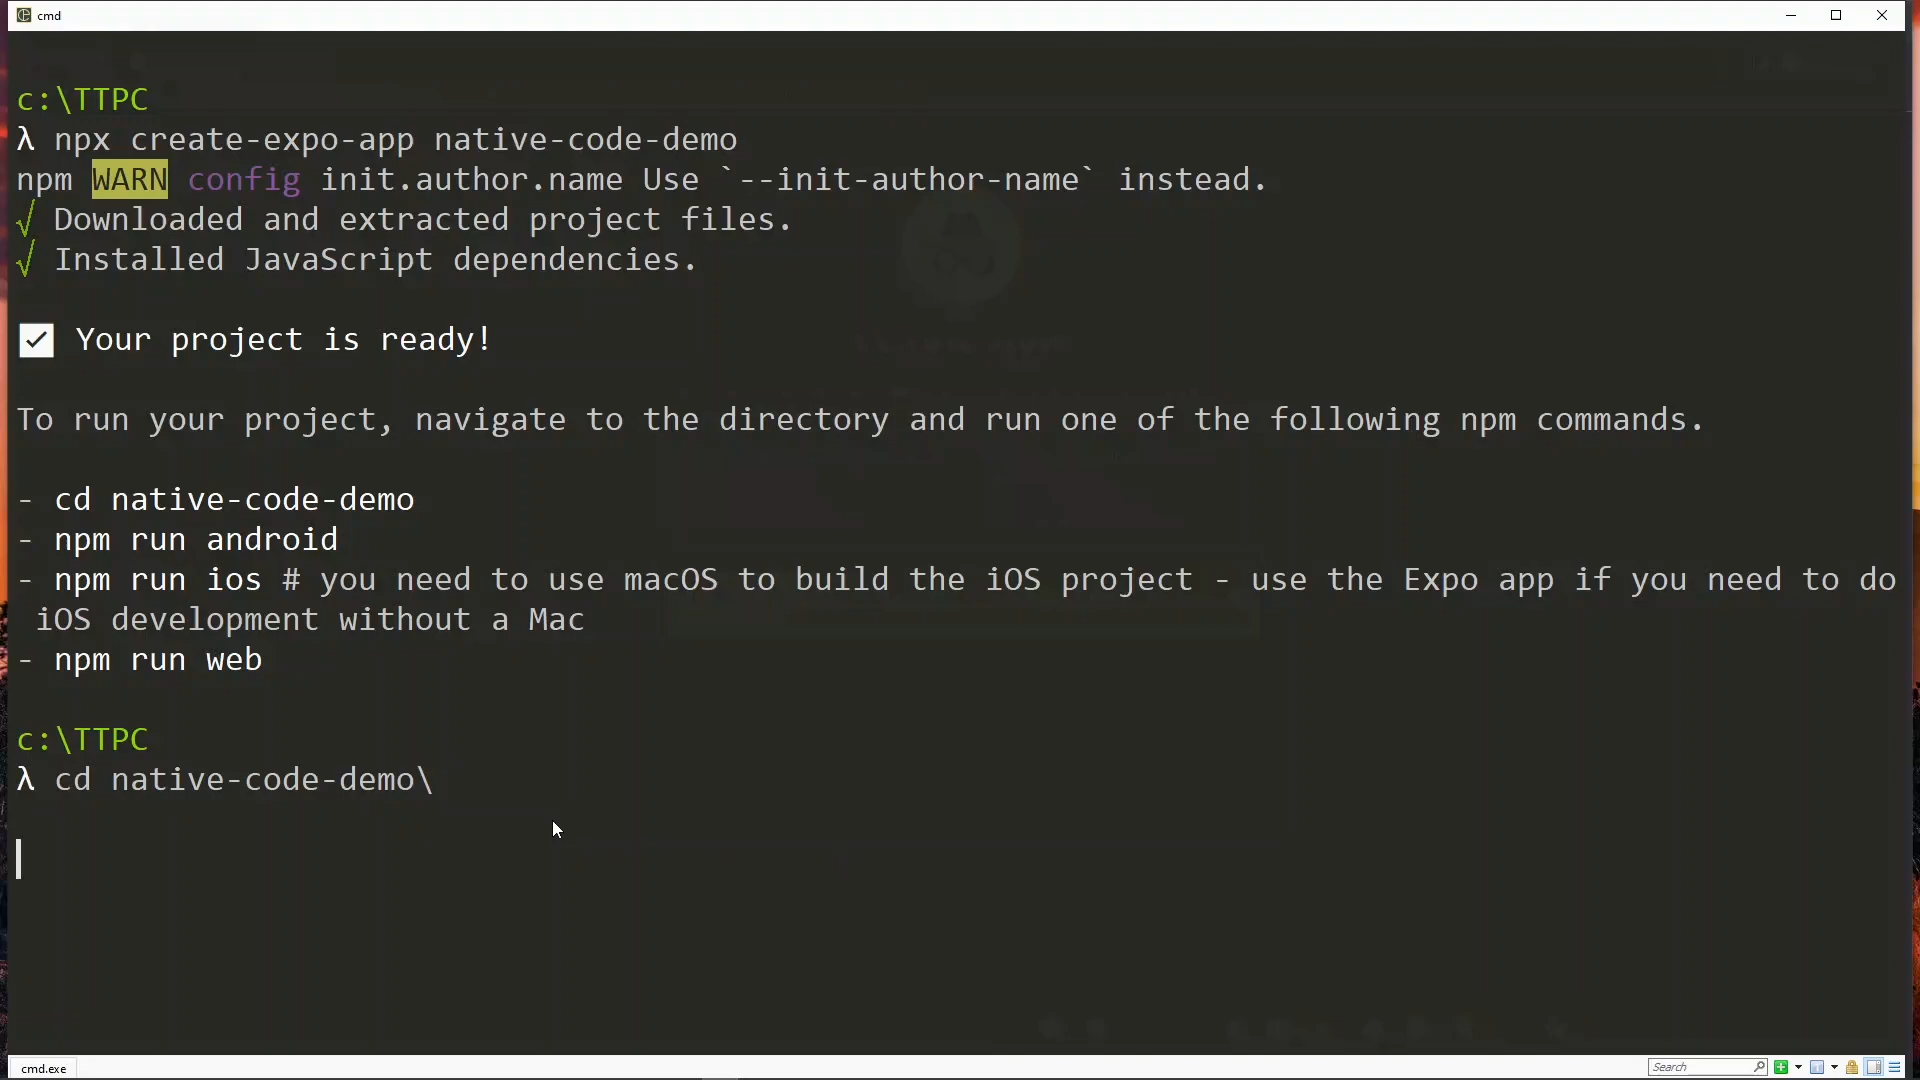 cmd
c:\TTPC
λ npx create-expo-app native-code-demo
npm WARN config init.author.name Use `--init-author-name` instead.
√ Downloaded and extracted project files.
√ Installed JavaScript dependencies.
✓ Your project is ready!
To run your project, navigate to the directory and run one of the following npm commands.
- cd native-code-demo
- npm run android
- npm run ios # you need to use macOS to build the iOS project - use the Expo app if you need to do
iOS development without a Mac
- npm run web
c:\TTPC
λ cd native-code-demo\
cmd.exe
Search